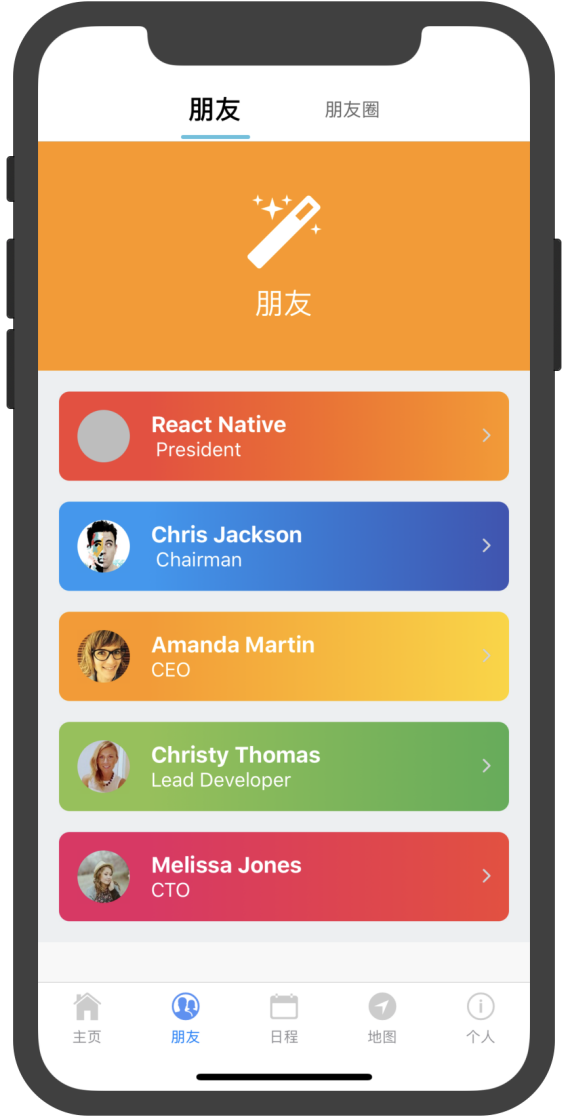 朋友
朋友圈
朋友
React Native
President
Chris Jackson
Chairman
Amanda Martin
CEO
Christy Thomas
Lead Developer
Melissa Jones
CTO
主页
朋友
日程
地图
个人